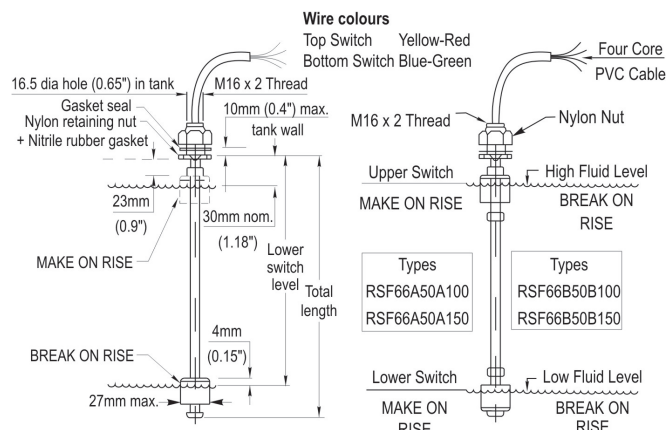 Wire colours
Top Switch Yellow-Red
Bottom Switch Blue-Green
16.5 dia hole (0.65") in tank
M16 x 2 Thread
Gasket seal
Nylon retaining nut
+ Nitrile rubber gasket
10mm (0.4") max.
tank wall
23mm
(0.9")
30mm nom.
(1.18")
MAKE ON RISE
Lower
switch
level
Total
length
4mm
(0.15")
BREAK ON RISE
27mm max.
Four Core
PVC Cable
M16 x 2 Thread
Nylon Nut
Upper Switch
High Fluid Level
MAKE ON RISE
BREAK ON
RISE
Types
RSF66A50A100
RSF66A50A150
Types
RSF66B50B100
RSF66B50B150
Lower Switch
Low Fluid Level
MAKE ON
RISE
BREAK ON
RISE